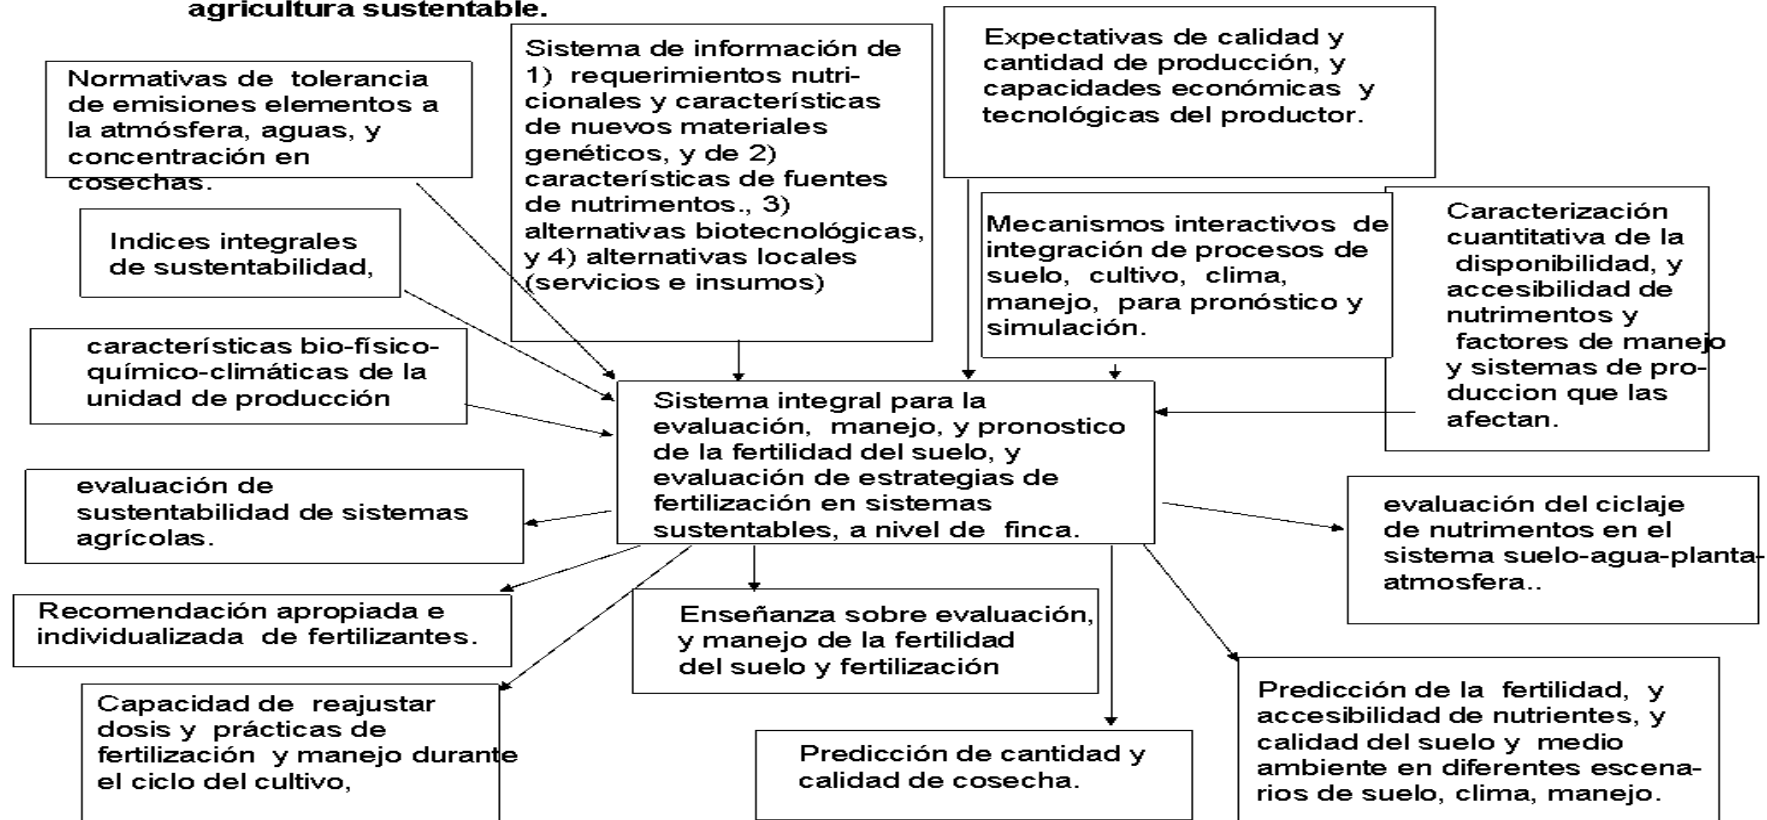 agricultura sustentable.
Normativas de tolerancia
de emisiones elementos a
la atmósfera, aguas, y
concentración en
cosechas.
Sistema de información de
1) requerimientos nutri-
cionales y características
de nuevos materiales
genéticos, y de 2)
características de fuentes
de nutrimentos., 3)
alternativas biotecnológicas,
y 4) alternativas locales
(servicios e insumos)
Expectativas de calidad y
cantidad de producción, y
capacidades económicas y
tecnológicas del productor.
Indices integrales
de sustentabilidad,
Mecanismos interactivos de
integración de procesos de
suelo, cultivo, clima,
manejo, para pronóstico y
simulación.
Caracterización
cuantitativa de la
disponibilidad, y
accesibilidad de
nutrimentos y
factores de manejo
y sistemas de pro-
duccion que las
afectan.
características bio-físico-
químico-climáticas de la
unidad de producción
Sistema integral para la
evaluación, manejo, y pronostico
de la fertilidad del suelo, y
evaluación de estrategias de
fertilización en sistemas
sustentables, a nivel de finca.
evaluación de
sustentabilidad de sistemas
agrícolas.
evaluación del ciclaje
de nutrimentos en el
sistema suelo-agua-planta-
atmosfera..
Recomendación apropiada e
individualizada de fertilizantes.
Enseñanza sobre evaluación,
y manejo de la fertilidad
del suelo y fertilización
Capacidad de reajustar
dosis y prácticas de
fertilización y manejo durante
el ciclo del cultivo,
Predicción de cantidad y
calidad de cosecha.
Predicción de la fertilidad, y
accesibilidad de nutrientes, y
calidad del suelo y medio
ambiente en diferentes escena-
rios de suelo, clima, manejo.